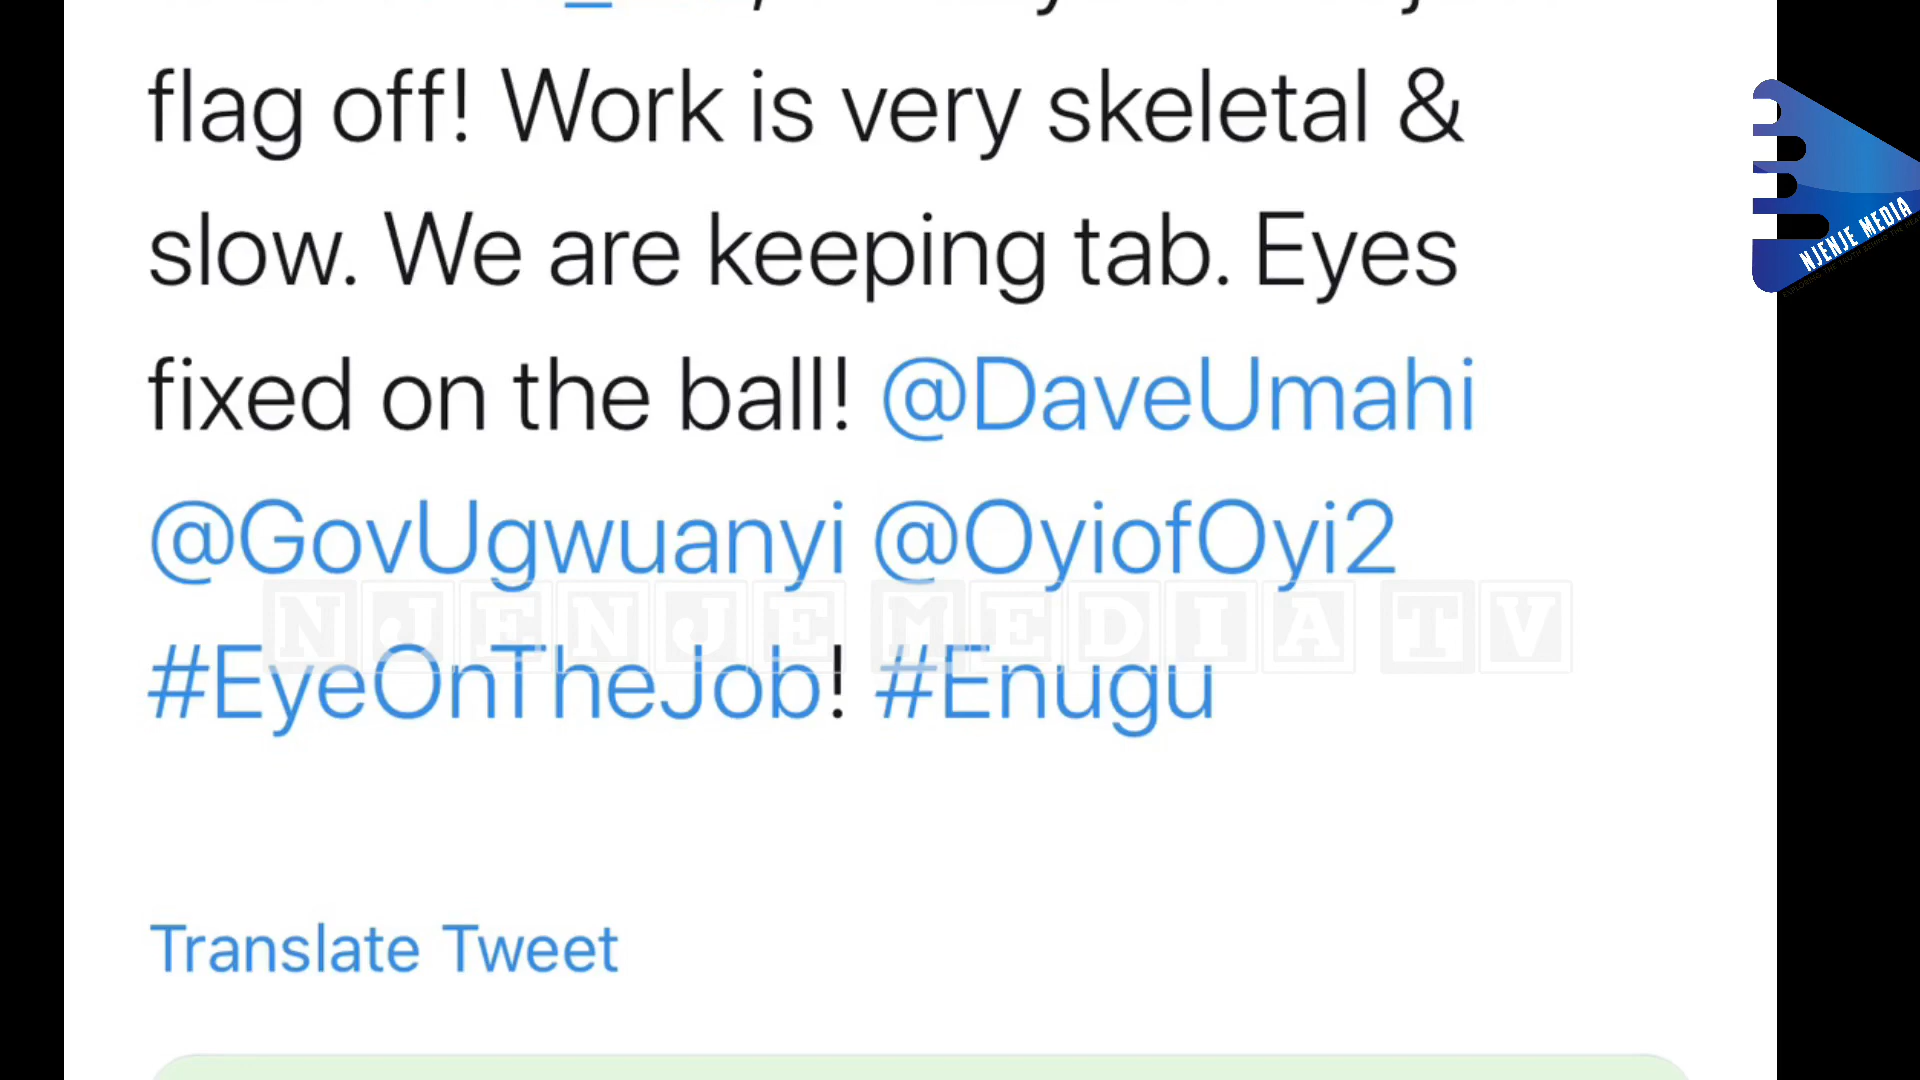 flag off! Work is very skeletal &
slow. We are keeping tab. Eyes
fixed on the ball! @DaveUmahi
@GovUgwuanyi @OyiofOyi2
NJENJE MEDIA TV
#EyeOnTheJob! #Enugu
Translate Tweet
NJENJE MEDIA